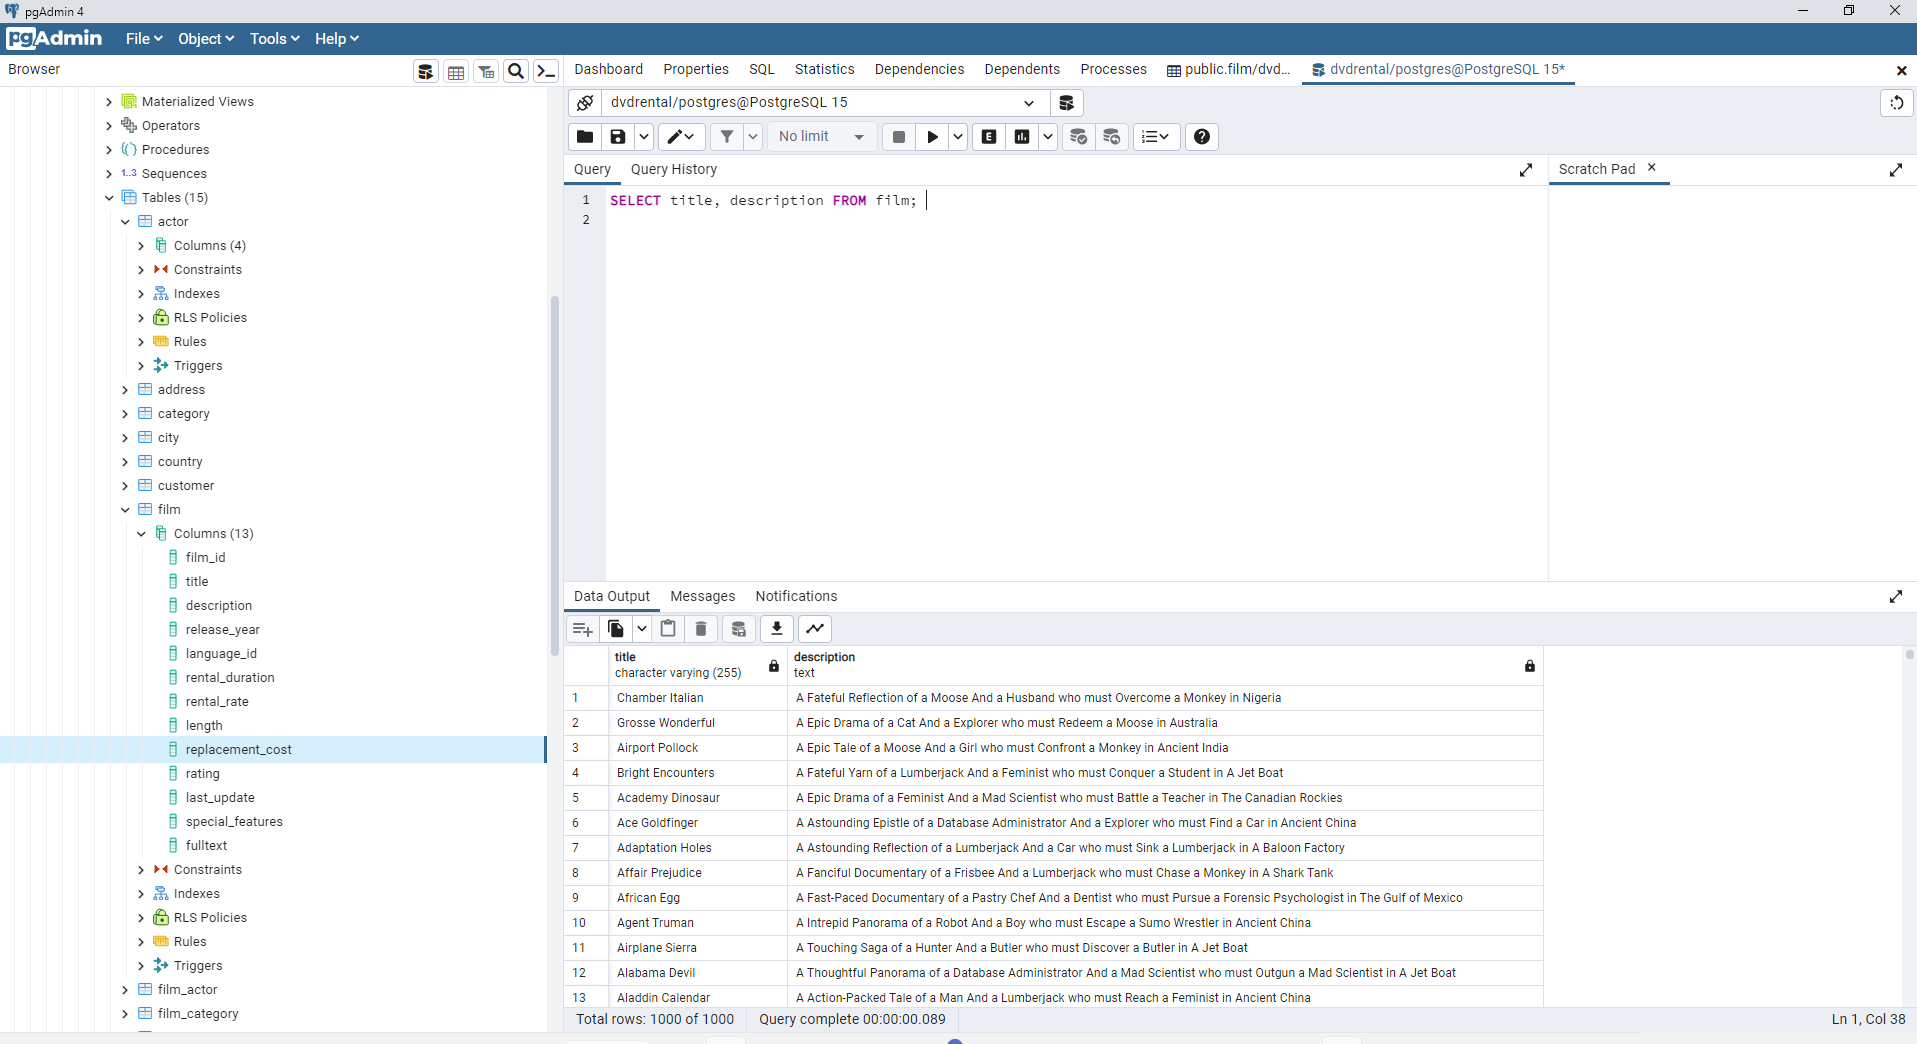 pgAdmin 4
pgAdmin File Object Tools Help
Browser
Dashboard Properties SQL Statistics Dependencies Dependents Processes public.film/dvd... dvdrental/postgres@PostgreSQL 15*
dvdrental/postgres@PostgreSQL 15
No limit
Query Query History
Scratch Pad
1 SELECT title, description FROM film;
2
Materialized Views
Operators
Procedures
1..3 Sequences
Tables (15)
actor
Columns (4)
Constraints
Indexes
RLS Policies
Rules
Triggers
address
category
city
country
customer
film
Columns (13)
film_id
title
description
release_year
language_id
rental_duration
rental_rate
length
replacement_cost
rating
last_update
special_features
fulltext
Constraints
Indexes
RLS Policies
Rules
Triggers
film_actor
film_category
Data Output Messages Notifications
title description
character varying (255) text
1 Chamber Italian A Fateful Reflection of a Moose And a Husband who must Overcome a Monkey in Nigeria
2 Grosse Wonderful A Epic Drama of a Cat And a Explorer who must Redeem a Moose in Australia
3 Airport Pollock A Epic Tale of a Moose And a Girl who must Confront a Monkey in Ancient India
4 Bright Encounters A Fateful Yarn of a Lumberjack And a Feminist who must Conquer a Student in A Jet Boat
5 Academy Dinosaur A Epic Drama of a Feminist And a Mad Scientist who must Battle a Teacher in The Canadian Rockies
6 Ace Goldfinger A Astounding Epistle of a Database Administrator And a Explorer who must Find a Car in Ancient China
7 Adaptation Holes A Astounding Reflection of a Lumberjack And a Car who must Sink a Lumberjack in A Baloon Factory
8 Affair Prejudice A Fanciful Documentary of a Frisbee And a Lumberjack who must Chase a Monkey in A Shark Tank
9 African Egg A Fast-Paced Documentary of a Pastry Chef And a Dentist who must Pursue a Forensic Psychologist in The Gulf of Mexico
10 Agent Truman A Intrepid Panorama of a Robot And a Boy who must Escape a Sumo Wrestler in Ancient China
11 Airplane Sierra A Touching Saga of a Hunter And a Butler who must Discover a Butler in A Jet Boat
12 Alabama Devil A Thoughtful Panorama of a Database Administrator And a Mad Scientist who must Outgun a Mad Scientist in A Jet Boat
13 Aladdin Calendar A Action-Packed Tale of a Man And a Lumberjack who must Reach a Feminist in Ancient China
Total rows: 1000 of 1000 Query complete 00:00:00.089 Ln 1, Col 38